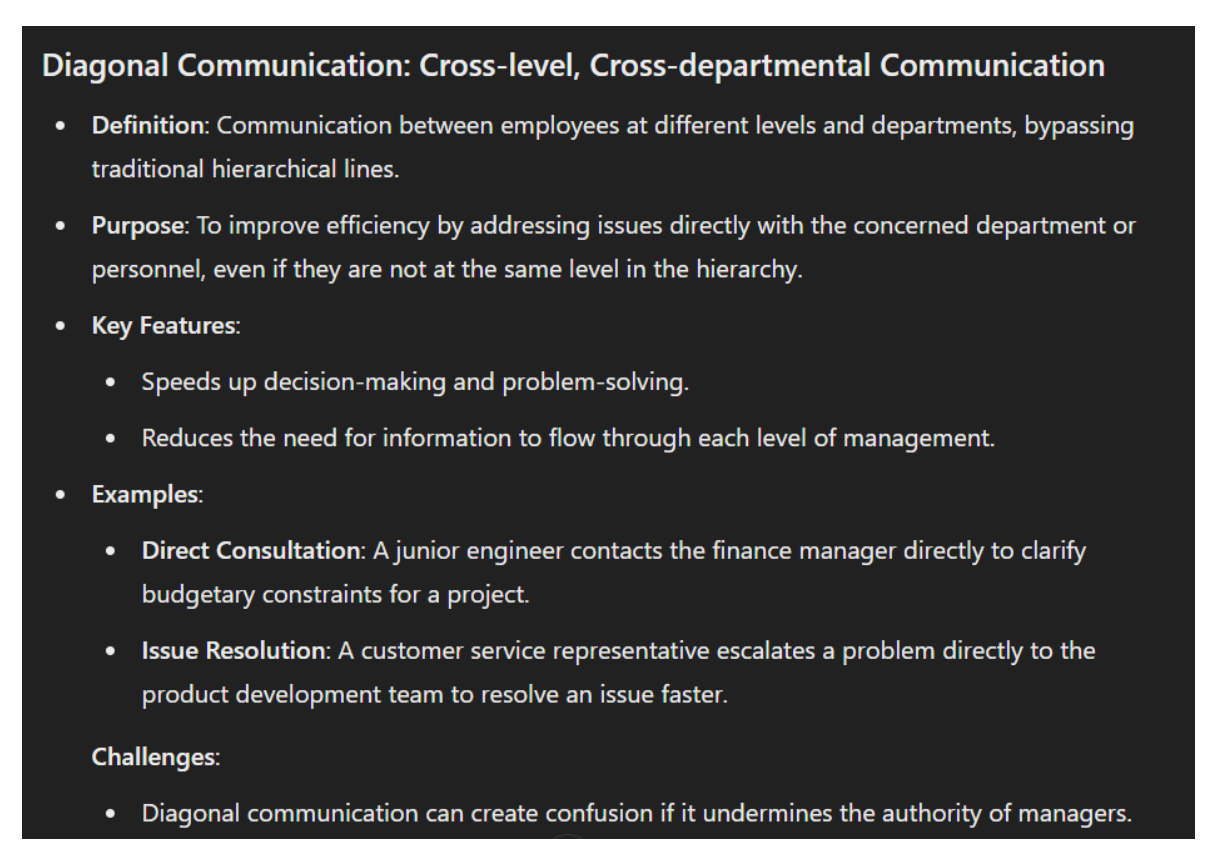 Diagonal Communication: Cross-level, Cross-departmental Communication
• Definition: Communication between employees at different levels and departments, bypassing
traditional hierarchical lines.
• Purpose: To improve efficiency by addressing issues directly with the concerned department or
personnel, even if they are not at the same level in the hierarchy.
• Key Features:
• Speeds up decision-making and problem-solving.
• Reduces the need for information to flow through each level of management.
• Examples:
• Direct Consultation: A junior engineer contacts the finance manager directly to clarify
budgetary constraints for a project.
• Issue Resolution: A customer service representative escalates a problem directly to the
product development team to resolve an issue faster.
Challenges:
• Diagonal communication can create confusion if it undermines the authority of managers.